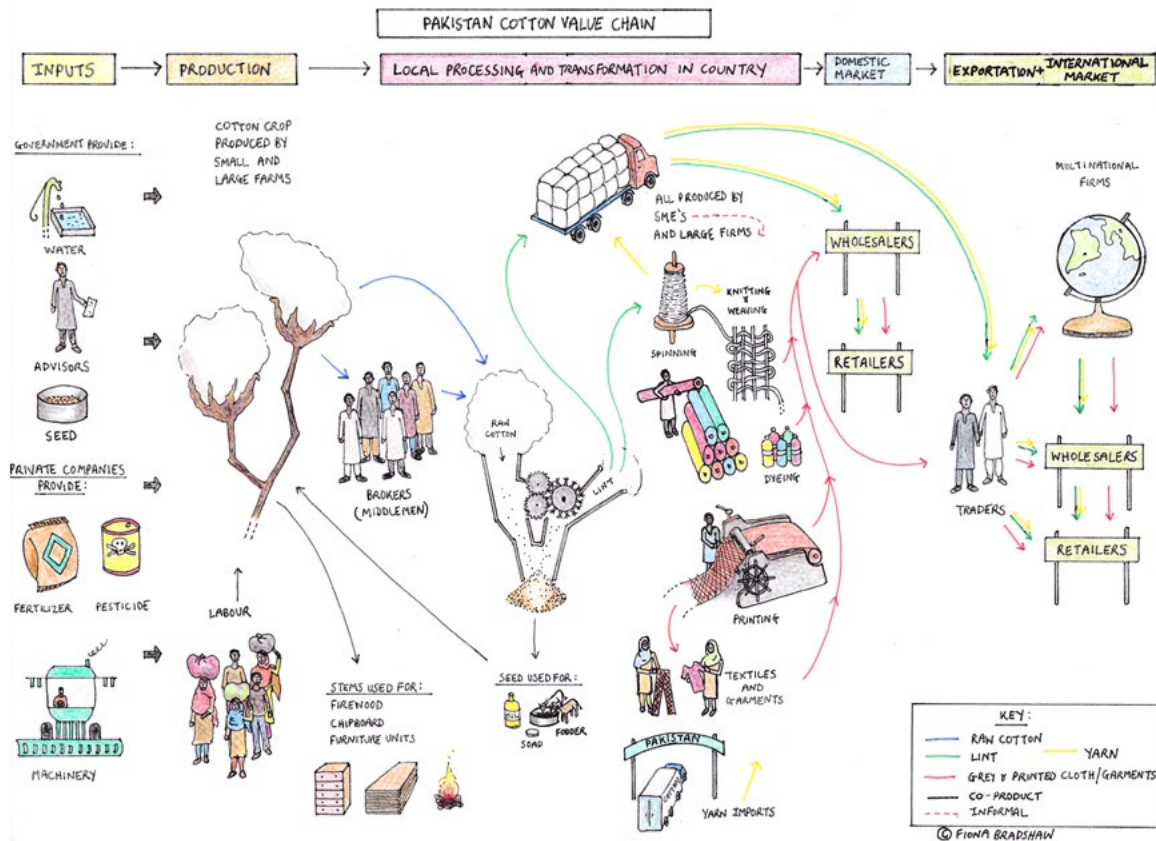 PAKISTAN COTTON VALUE CHAIN
INPUTS
PRODUCTION
LOCAL PROCESSING AND TRANSFORMATION IN COUNTRY
DOMESTIC
MARKET
EXPORTATION+ INTERNATIONAL
MARKET
GOVERNMENT PROVIDE:
WATER
ADVISORS
SEED
PRIVATE COMPANIES
PROVIDE:
FERTILIZER
PESTICIDE
MACHINERY
COTTON CROP
PRODUCED BY
SMALL AND
LARGE FARMS
LABOUR
BROKERS
(MIDDLEMEN)
STEMS USED FOR:
FIREWOOD
CHIPBOARD
FURNITURE UNITS
RAW
COTTON
LINT
SEED USED FOR:
SOAP
FODDER
ALL PRODUCED BY
SME'S
AND LARGE FIRMS
SPINNING
KNITTING
& WEAVING
DYEING
PRINTING
TEXTILES
AND
GARMENTS
PAKISTAN
YARN IMPORTS
WHOLESALERS
RETAILERS
TRADERS
MULTINATIONAL
FIRMS
WHOLESALERS
RETAILERS
KEY:
RAW COTTON
LINT
YARN
GREY & PRINTED CLOTH/GARMENTS
CO-PRODUCT
INFORMAL
© FIONA BRADSHAW